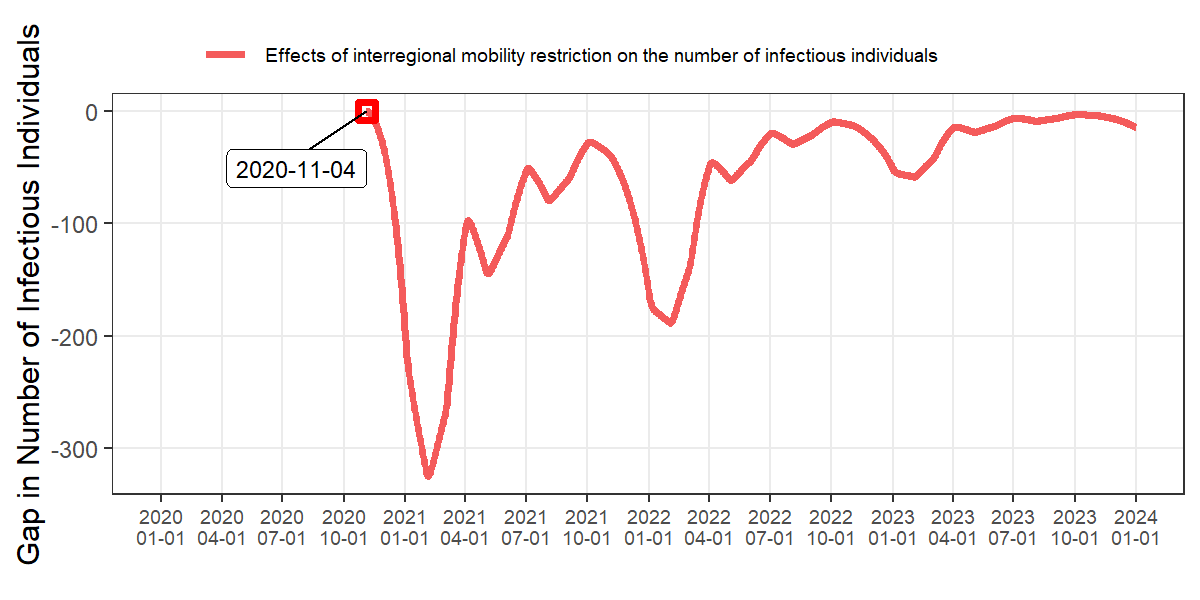 Effects of interregional mobility restriction on the number of infectious individuals
Gap in Number of Infectious Individuals
0
-100
-200
-300
2020-11-04
2020 2020 2020 2020 2021 2021 2021 2021 2022 2022 2022 2022 2023 2023 2023 2023 2024
01-01 04-01 07-01 10-01 01-01 04-01 07-01 10-01 01-01 04-01 07-01 10-01 01-01 04-01 07-01 10-01 01-01